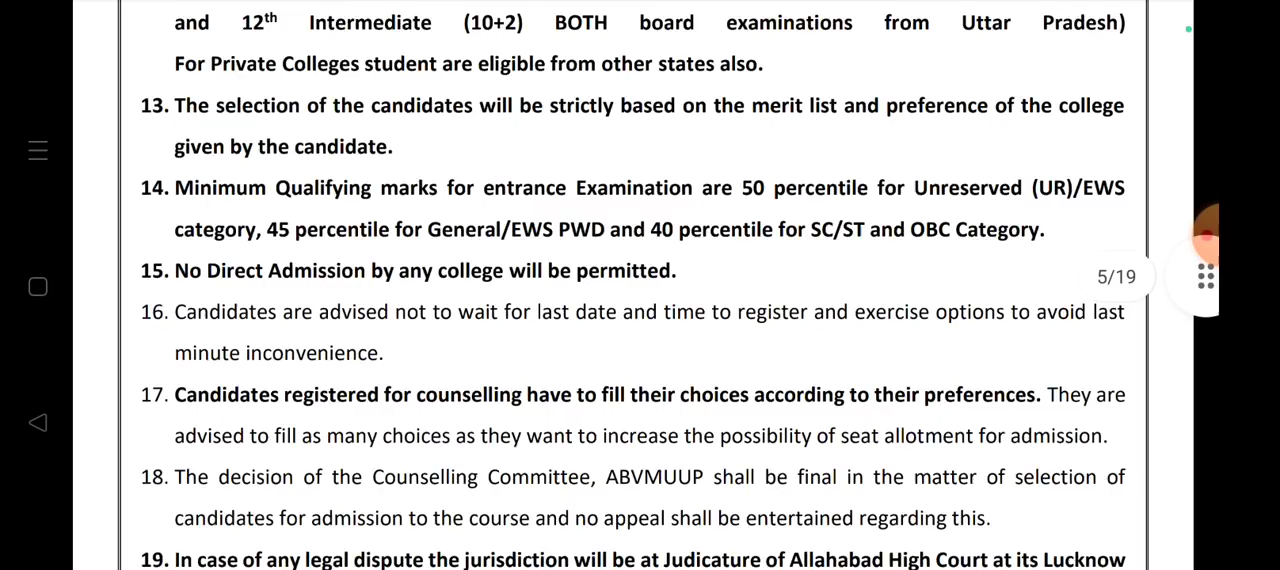 and 12th Intermediate (10+2) BOTH board examinations from Uttar Pradesh)
For Private Colleges student are eligible from other states also.
13. The selection of the candidates will be strictly based on the merit list and preference of the college
given by the candidate.
14. Minimum Qualifying marks for entrance Examination are 50 percentile for Unreserved (UR)/EWS
category, 45 percentile for General/EWS PWD and 40 percentile for SC/ST and OBC Category.
15. No Direct Admission by any college will be permitted.
5/19
16. Candidates are advised not to wait for last date and time to register and exercise options to avoid last
minute inconvenience.
17. Candidates registered for counselling have to fill their choices according to their preferences. They are
advised to fill as many choices as they want to increase the possibility of seat allotment for admission.
18. The decision of the Counselling Committee, ABVMUUP shall be final in the matter of selection of
candidates for admission to the course and no appeal shall be entertained regarding this.
19. In case of any legal dispute the jurisdiction will be at Judicature of Allahabad High Court at its Lucknow